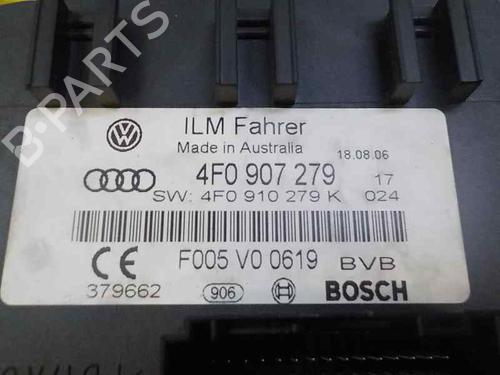 B-PARTS
ILM Fahrer
Made in Australia
18.08.06
4F0 907 279 17
SW: 4F0 910 279 K 024
F005 V0 0619 BVB
379662 906 BOSCH